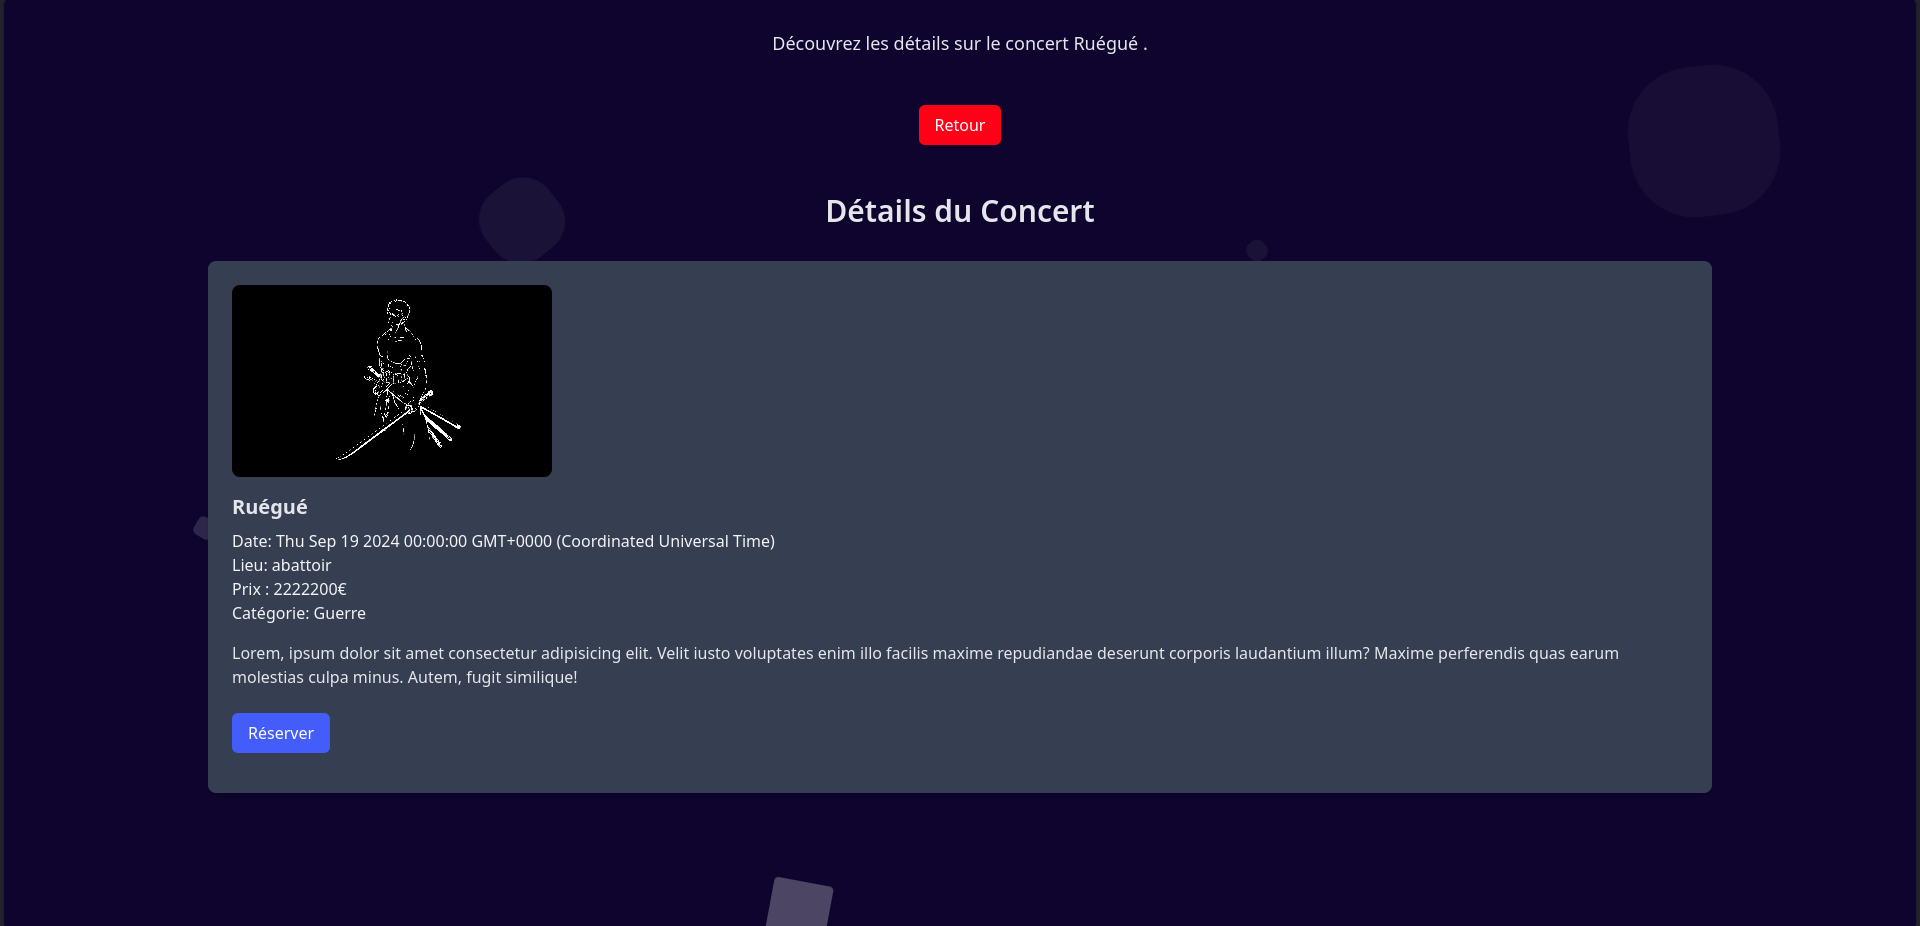 Découvrez les détails sur le concert Ruégué .
Retour
Détails du Concert
Ruégué
Date: Thu Sep 19 2024 00:00:00 GMT+0000 (Coordinated Universal Time)
Lieu: abattoir
Prix : 2222200€
Catégorie: Guerre
Lorem, ipsum dolor sit amet consectetur adipisicing elit. Velit iusto voluptates enim illo facilis maxime repudiandae deserunt corporis laudantium illum? Maxime perferendis quas earum
molestias culpa minus. Autem, fugit similique!
Réserver